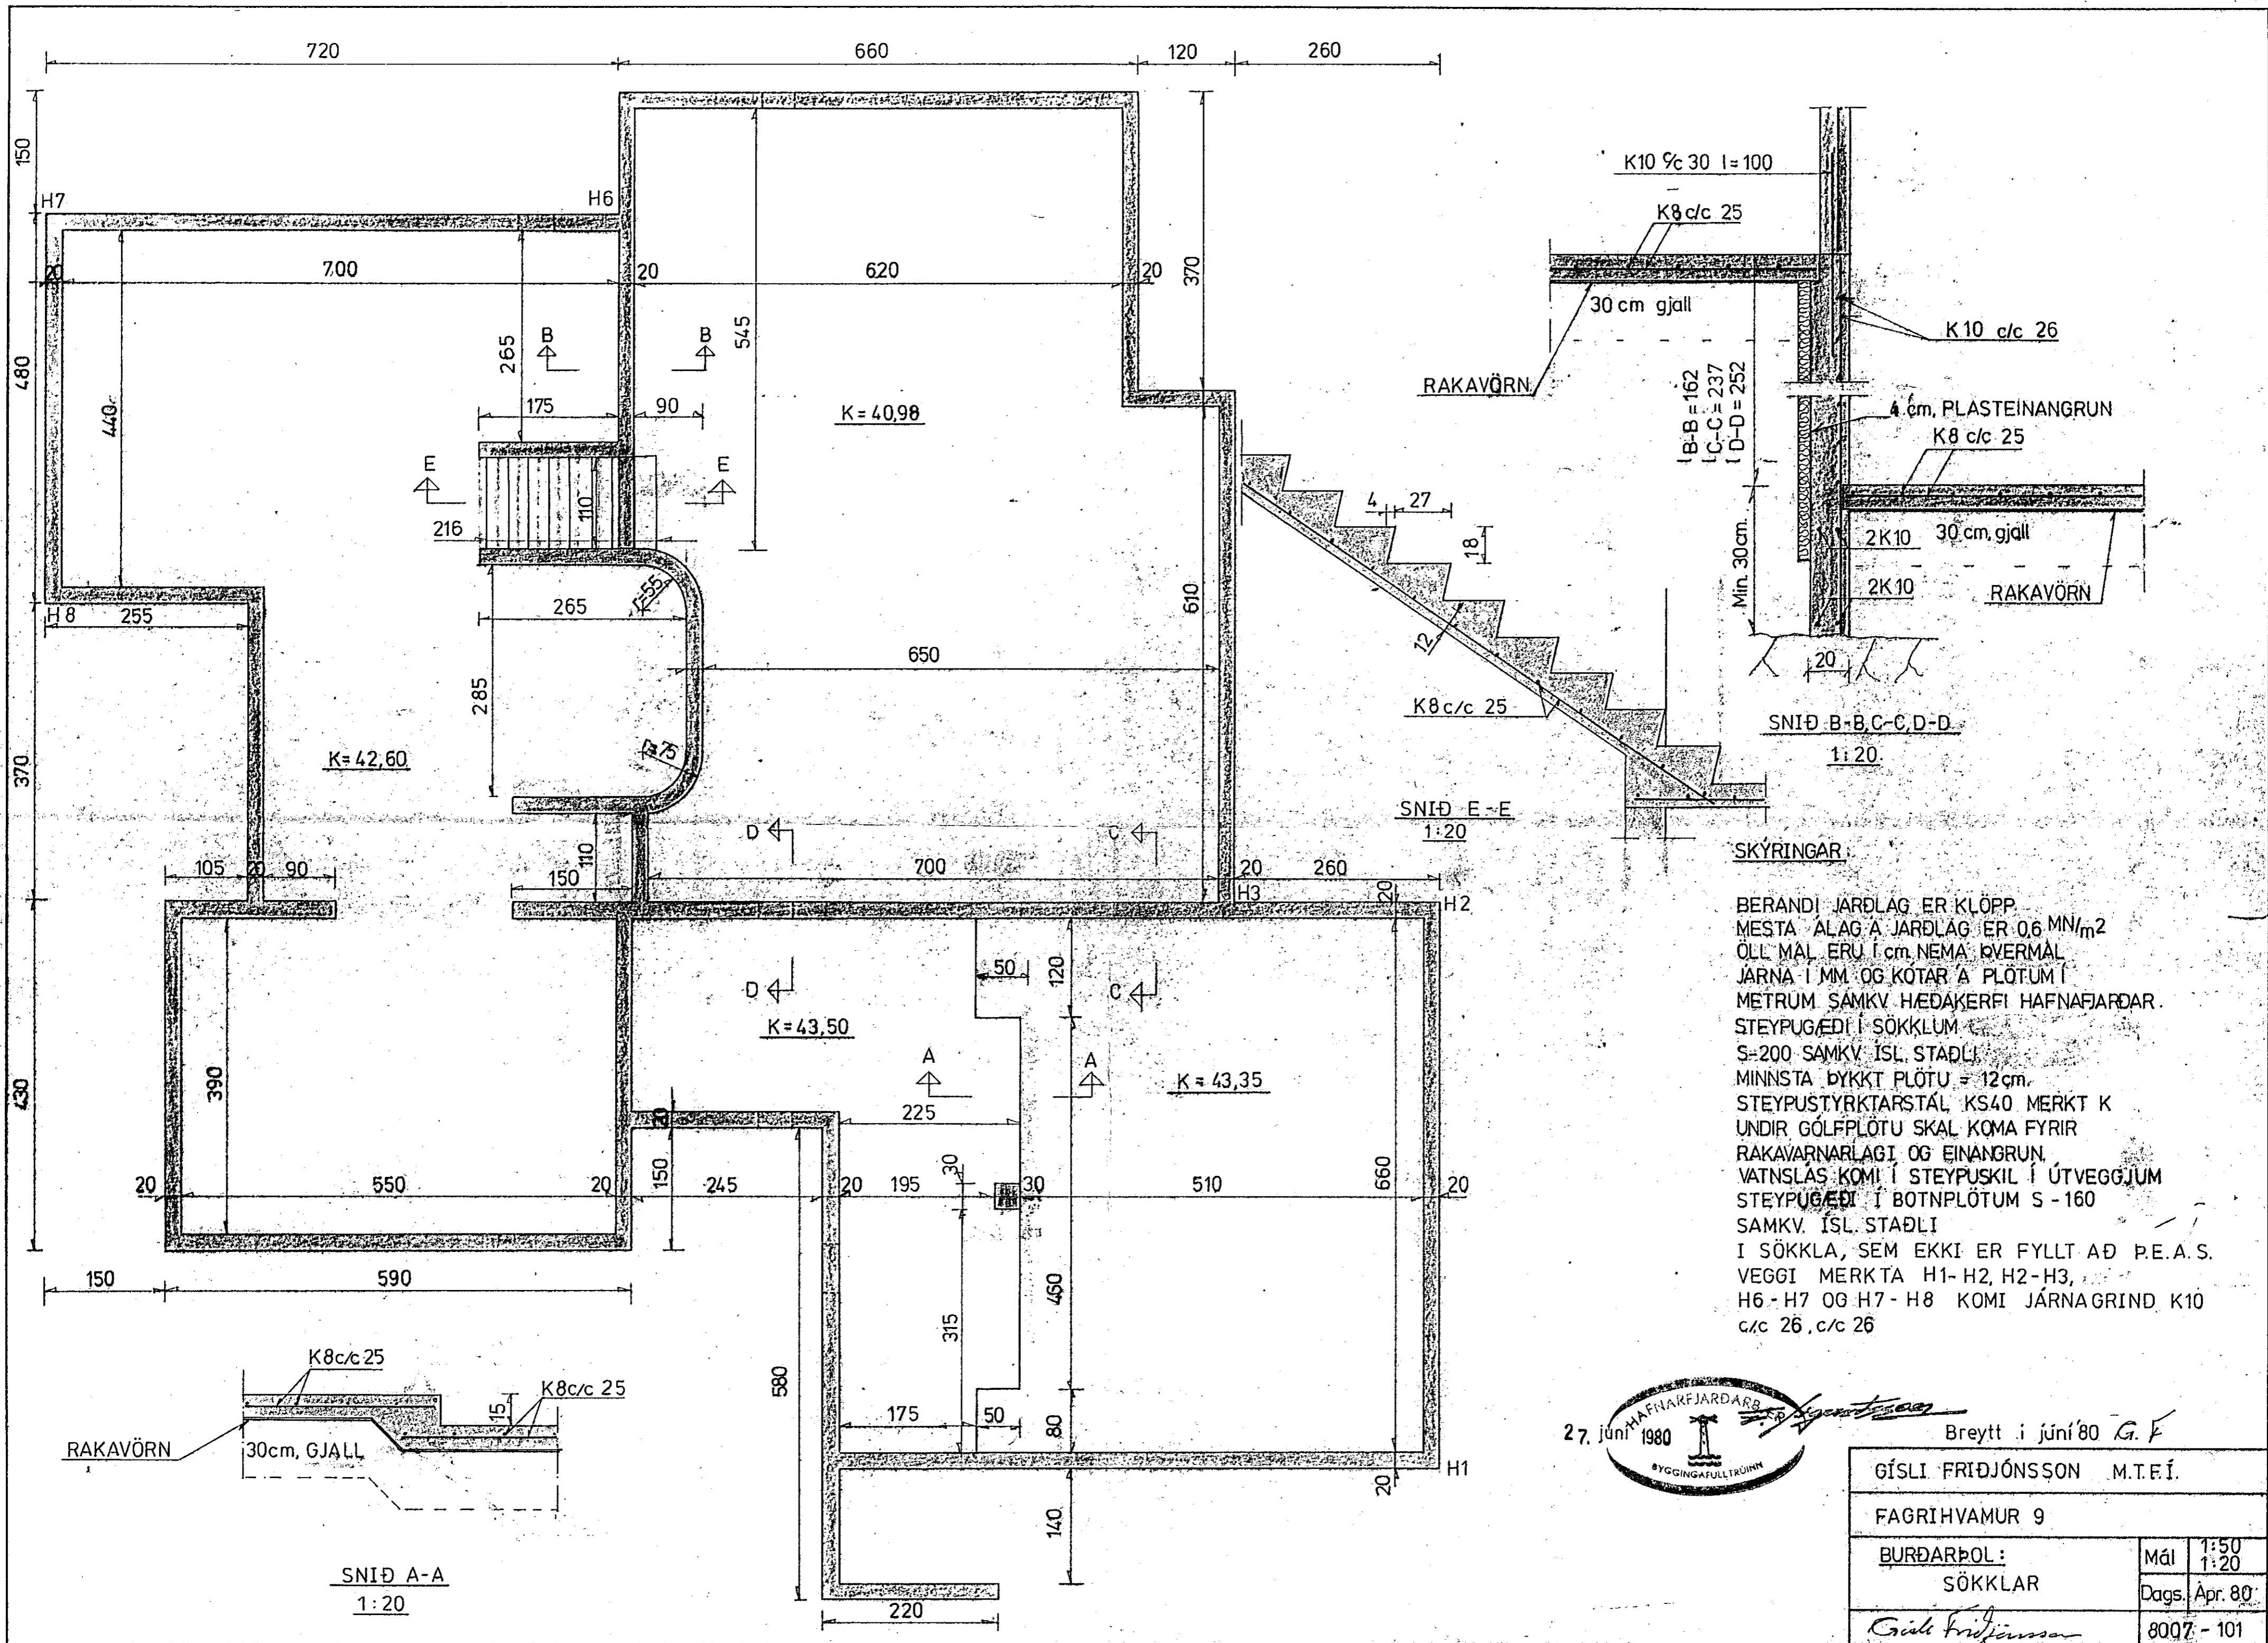 720
660
120
260
150
H7
H6
20
700
20
620
20
370
480
440
265
B
B
545
175
90
K=40,98
E
E
110
216
r=55
H8
255
265
610
650
285
370
K=42,60
r=75
D
C
110
105
20
90
150
700
20
260
H3
H2
20
50
120
D
C
K=43,50
A
A
K=43,35
390
430
225
20
30
150
660
20
550
20
245
20
195
30
510
20
150
590
315
460
580
175
50
80
H1
20
140
220
K8c/c25
K8c/c 25
15
RAKAVÖRN
30cm, GJALL
SNIÐ A-A
1:20
4
27
18
12
K8 c/c 25
SNIÐ E-E
1:20
K10 c/c 30 l=100
K8 c/c 25
30 cm gjall
K10 c/c 26
RAKAVÖRN
B-B=162
C-C=237
D-D=252
4 cm, PLASTEINANGRUN
K8 c/c 25
Min. 30cm.
2K10
30 cm, gjall
2K10
RAKAVÖRN
20
SNIÐ B-B,C-C,D-D
1:20
SKÝRINGAR
BERANDI JARÐLAG ER KLÖPP
MESTA ÁLAG Á JARÐLAG ER 0,6 MN/m2
ÖLL MÁL ERU Í cm NEMA ÞVERMÁL
JÁRNA Í MM OG KÓTAR Á PLÖTUM Í
METRUM SAMKV HÆÐAKERFI HAFNAFJARÐAR.
STEYPUGÆÐI Í SÖKKLUM
S-200 SAMKV ÍSL. STAÐLI
MINNSTA ÞYKKT PLÖTU = 12cm.
STEYPUSTYRKTARSTÁL KS40 MERKT K
UNDIR GÓLFPLÖTU SKAL KOMA FYRIR
RAKAVARNARLAGI OG EINANGRUN.
VATNSLÁS KOMI Í STEYPUSKIL Í ÚTVEGGJUM
STEYPUGÆÐI Í BOTNPLÖTUM S-160
SAMKV. ÍSL. STAÐLI
I SÖKKLA, SEM EKKI ER FYLLT AÐ Þ.E.A.S.
VEGGI MERKTA H1-H2, H2-H3,
H6-H7 OG H7-H8 KOMI JÁRNAGRIND K10
c/c 26, c/c 26
HAFNARFJARÐARBÆR
27. júní 1980
BYGGINGAFULLTRÚINN
Breytt í júní '80 G.F
GÍSLI FRIÐJÓNSSON M.T.F.Í.
FAGRIHVAMUR 9
BURÐARÞOL:
SÖKKLAR
Mál 1:50
1:20
Dags. Apr. 80
Gísli Friðjónsson
8007 - 101